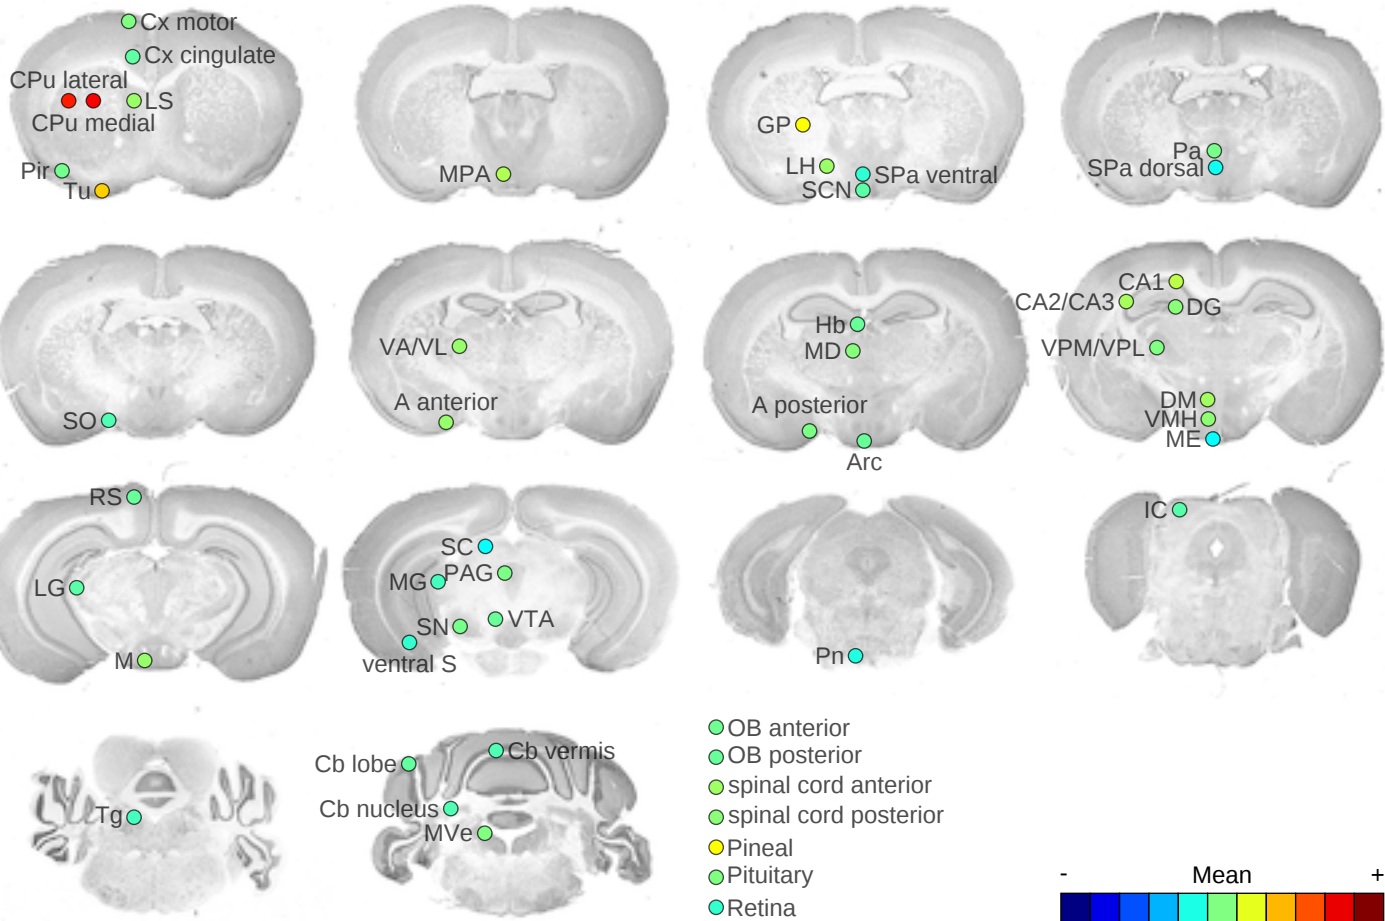 Cx motor
Cx cingulate
CPu lateral
LS
CPu medial
Pir
Tu
MPA
GP
LH
SPa ventral
SCN
Pa
SPa dorsal
SO
VA/VL
A anterior
Hb
MD
A posterior
Arc
CA1
CA2/CA3
DG
VPM/VPL
DM
VMH
ME
RS
LG
M
SC
MG
PAG
SN
VTA
ventral S
Pn
IC
Tg
Cb lobe
Cb vermis
Cb nucleus
MVe
OB anterior
OB posterior
spinal cord anterior
spinal cord posterior
Pineal
Pituitary
Retina
- Mean +